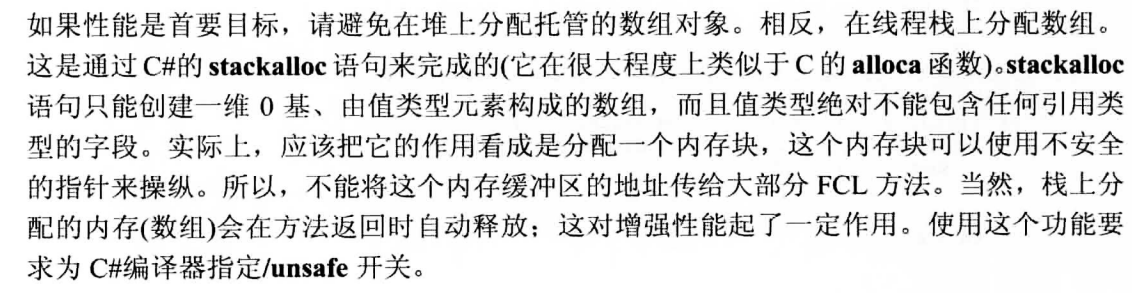 如果性能是首要目标，请避免在堆上分配托管的数组对象。相反，在线程栈上分配数组。
这是通过 C#的 stackalloc 语句来完成的(它在很大程度上类似于 C 的 alloca 函数)。stackalloc
语句只能创建一维 0 基、由值类型元素构成的数组，而且值类型绝对不能包含任何引用类
型的字段。实际上，应该把它的作用看成是分配一个内存块，这个内存块可以使用不安全
的指针来操纵。所以，不能将这个内存缓冲区的地址传给大部分 FCL 方法。当然，栈上分
配的内存(数组)会在方法返回时自动释放；这对增强性能起了一定作用。使用这个功能要
求为 C#编译器指定/unsafe 开关。